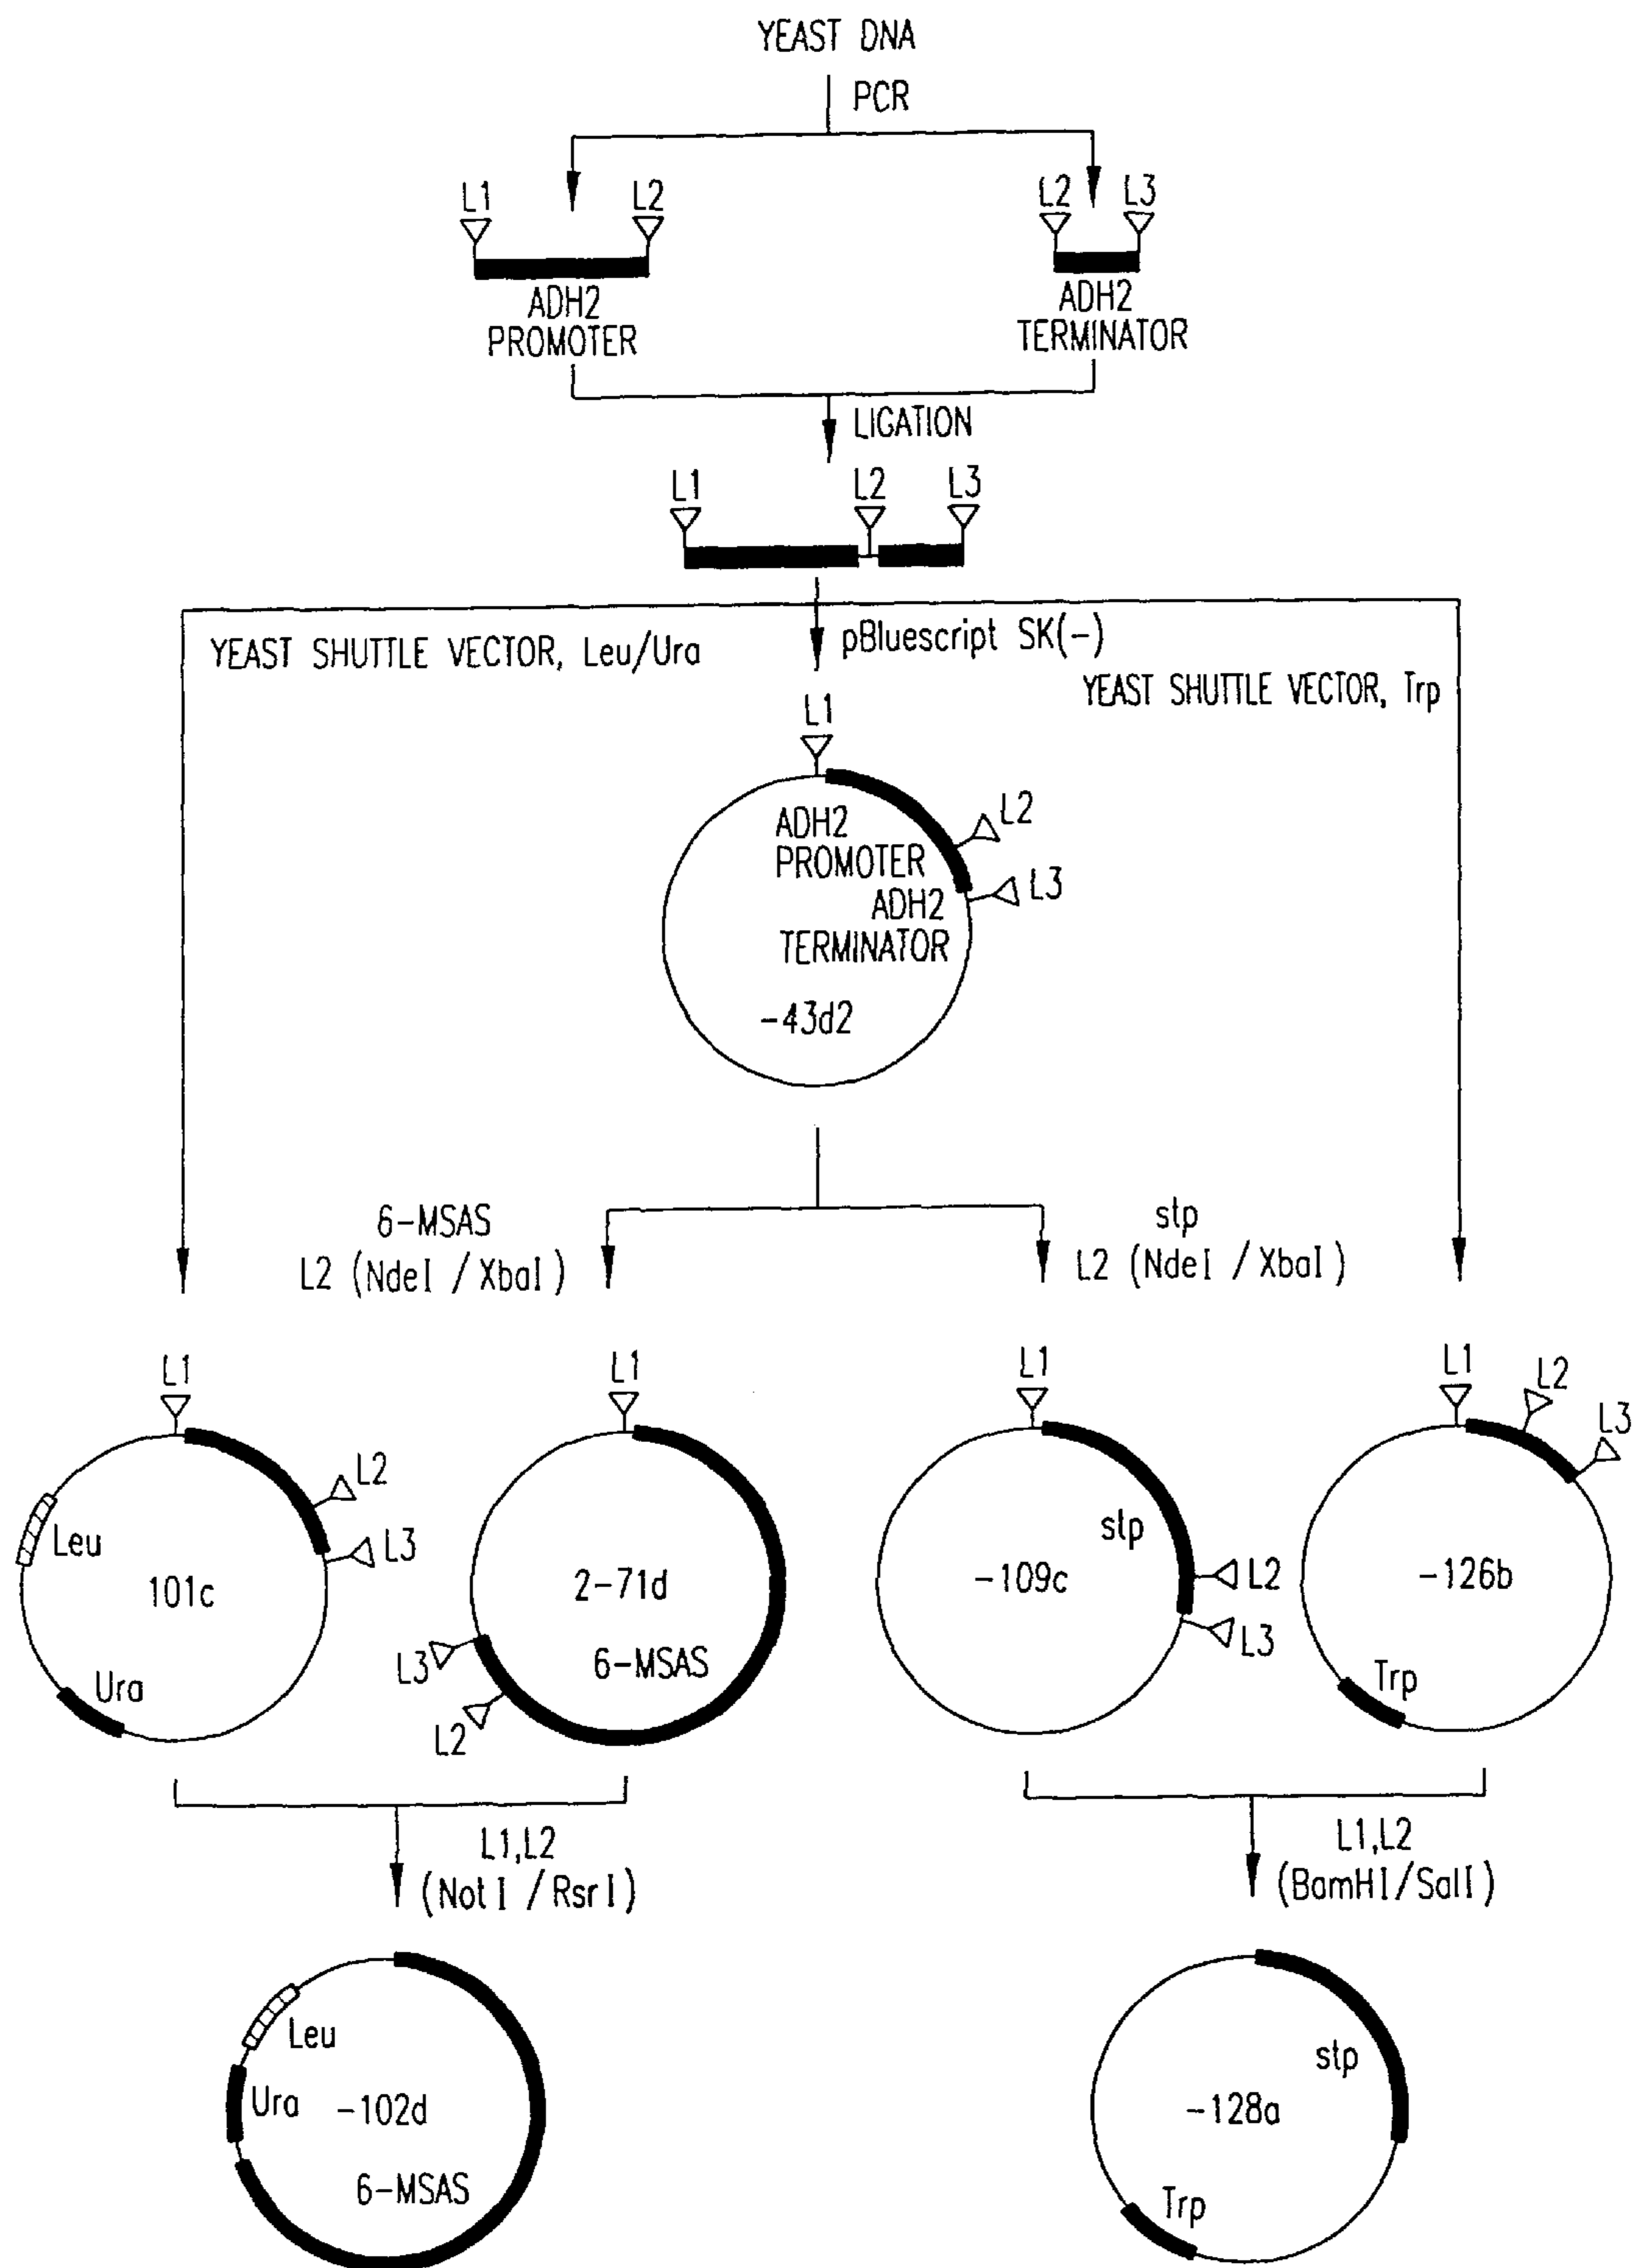 YEAST DNA
PCR
L1
L2
L2
L3
ADH2
PROMOTER
ADH2
TERMINATOR
LIGATION
L1
L2
L3
YEAST SHUTTLE VECTOR, Leu/Ura
pBluescript SK(-)
YEAST SHUTTLE VECTOR, Trp
L1
L2
ADH2
PROMOTER
L3
ADH2
TERMINATOR
-43d2
6-MSAS
L2 (NdeI / XbaI)
stp
L2 (NdeI / XbaI)
L1
L2
L3
Leu
101c
Ura
L1
2-71d
6-MSAS
L3
L2
L1
stp
-109c
L2
L3
L1
L2
L3
-126b
Trp
L1,L2
(NotI / RsrI)
L1,L2
(BamHI/SalI)
Leu
Ura
-102d
6-MSAS
stp
-128a
Trp